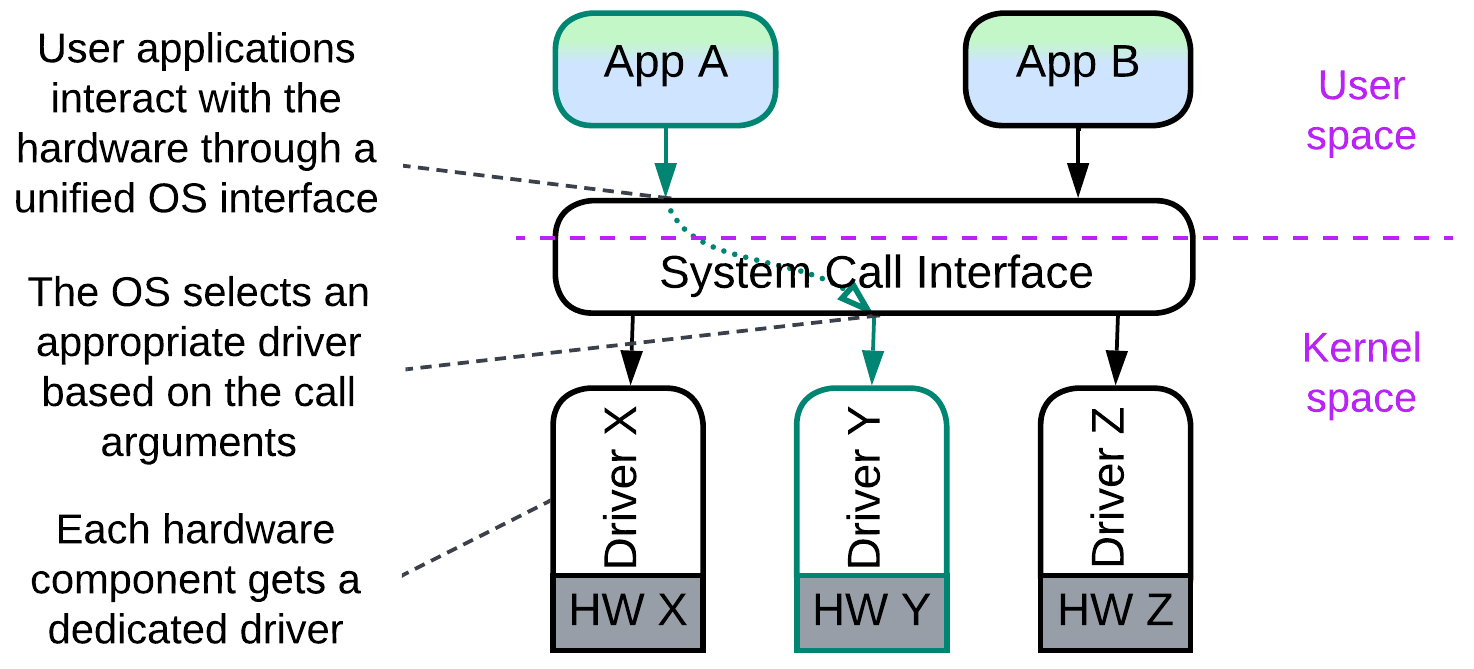 User applications
interact with the
hardware through a
unified OS interface
The OS selects an
appropriate driver
based on the call
arguments
Each hardware
component gets a
dedicated driver
App A
App B
System Call Interface
Driver X
Driver Y
Driver Z
HW X
HW Y
HW Z
User
space
Kernel
space